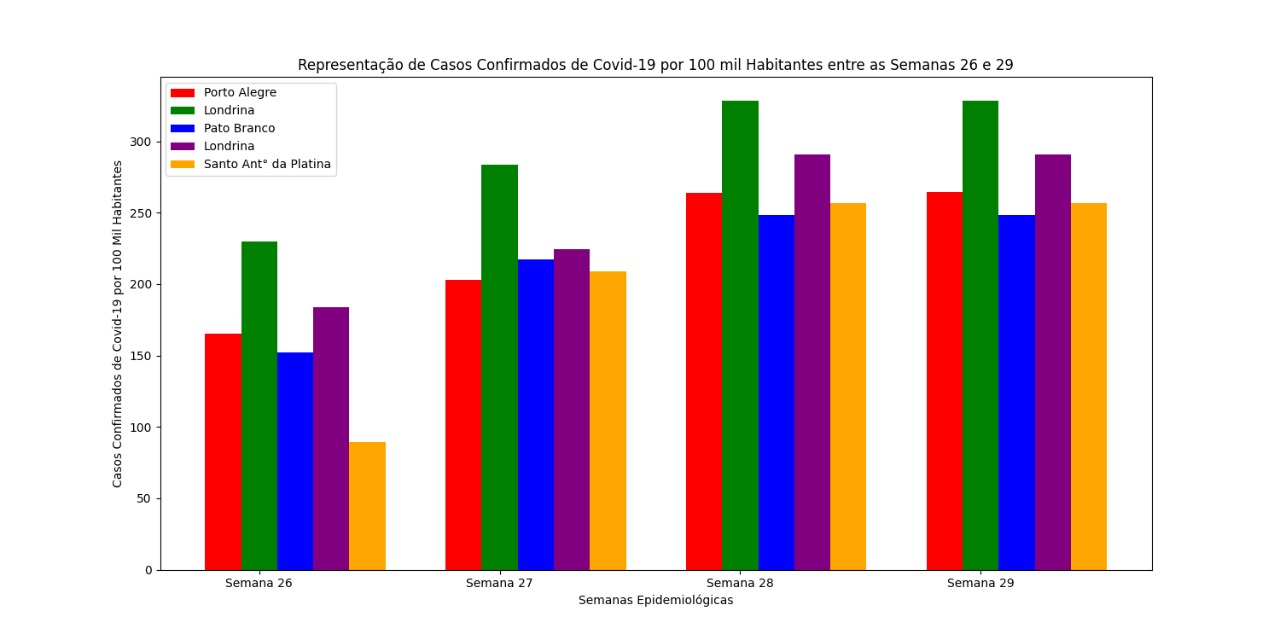 Representação de Casos Confirmados de Covid-19 por 100 mil Habitantes entre as Semanas 26 e 29
Porto Alegre
Londrina
Pato Branco
Londrina
Santo Ant° da Platina
Casos Confirmados de Covid-19 por 100 Mil Habitantes
300
250
200
150
100
50
0
Semana 26
Semana 27
Semana 28
Semana 29
Semanas Epidemiológicas